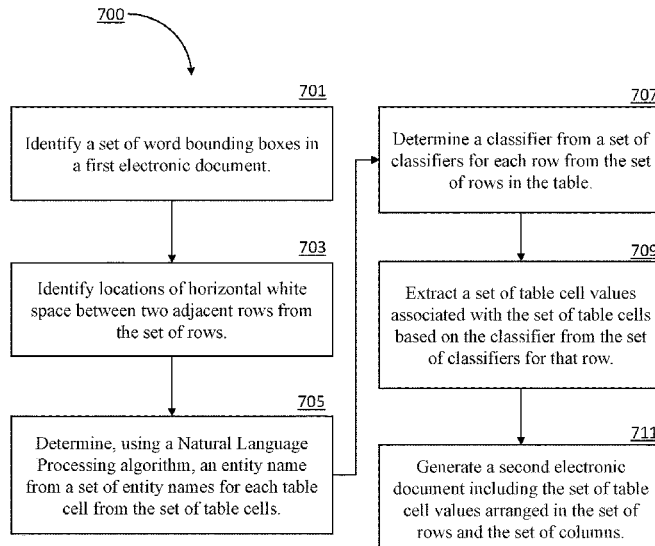 700
701
Identify a set of word bounding boxes in
a first electronic document.
703
Identify locations of horizontal white
space between two adjacent rows from
the set of rows.
705
Determine, using a Natural Language
Processing algorithm, an entity name
from a set of entity names for each table
cell from the set of table cells.
707
Determine a classifier from a set of
classifiers for each row from the set
of rows in the table.
709
Extract a set of table cell values
associated with the set of table cells
based on the classifier from the set
of classifiers for that row.
711
Generate a second electronic
document including the set of table
cell values arranged in the set of
rows and the set of columns.